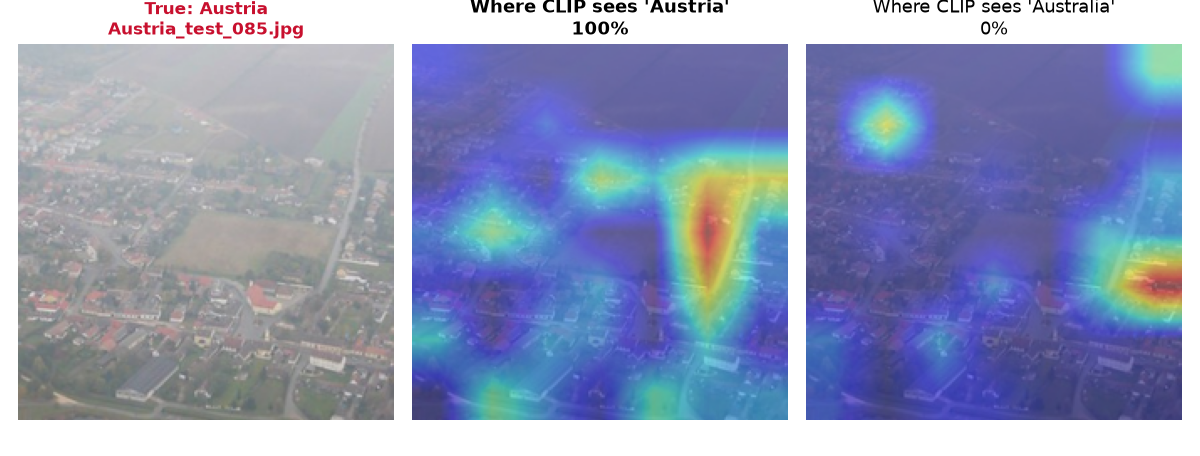 True: Austria
Austria_test_085.jpg
Where CLIP sees 'Austria'
100%
Where CLIP sees 'Australia'
0%